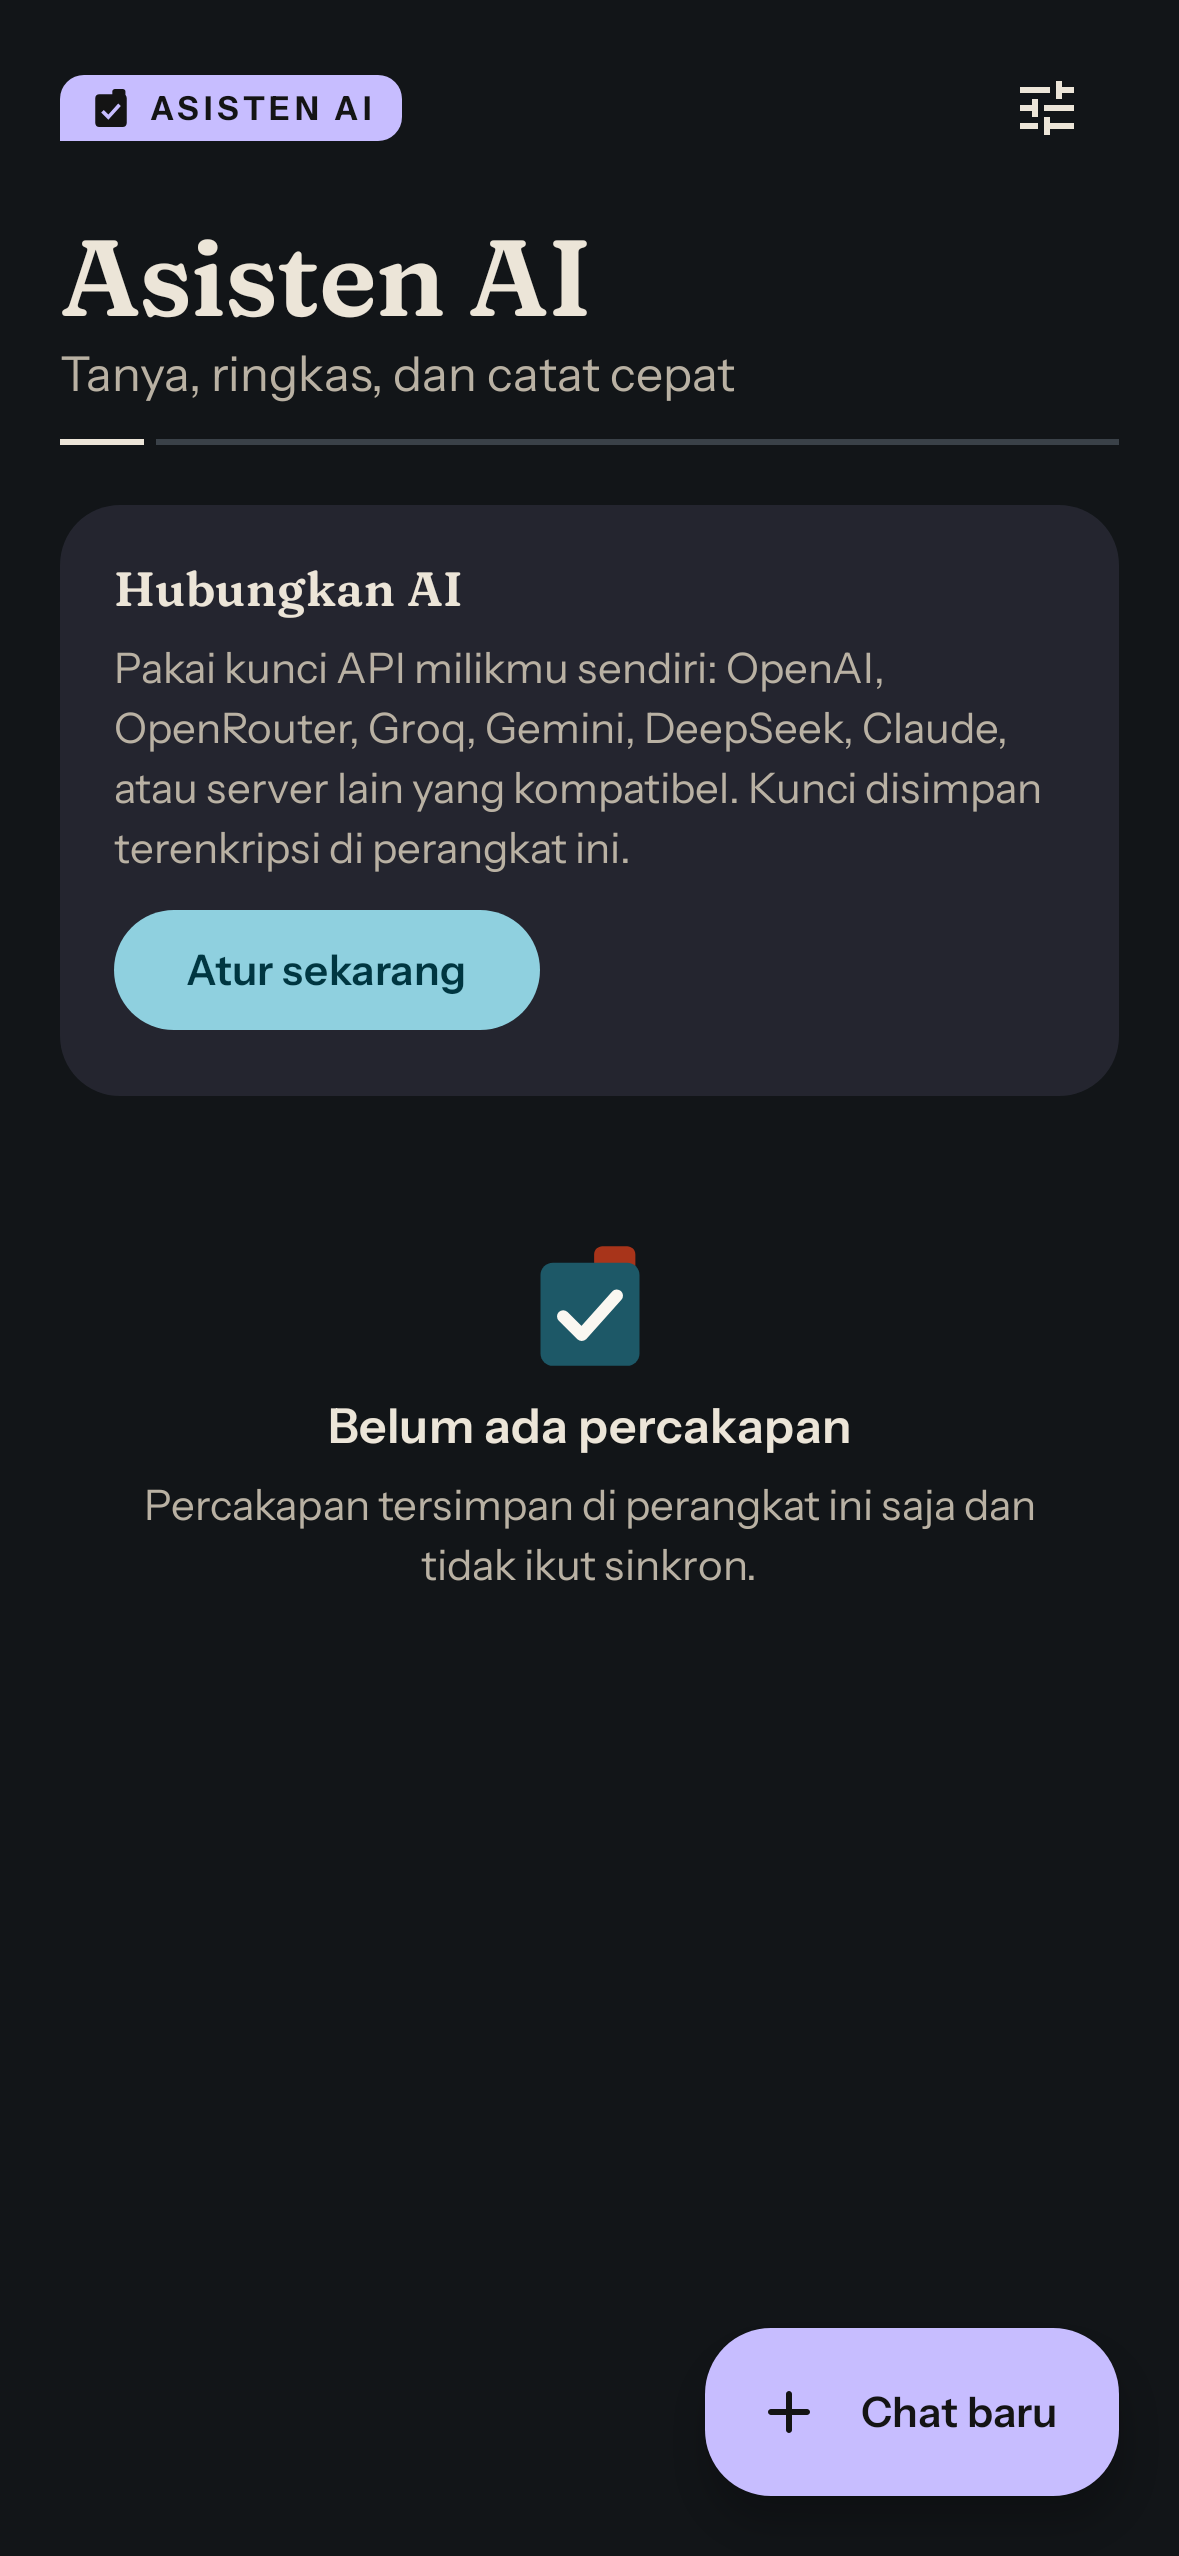 ASISTEN AI
Asisten AI
Tanya, ringkas, dan catat cepat
Hubungkan AI
Pakai kunci API milikmu sendiri: OpenAI,
OpenRouter, Groq, Gemini, DeepSeek, Claude,
atau server lain yang kompatibel. Kunci disimpan
terenkripsi di perangkat ini.
Atur sekarang
Belum ada percakapan
Percakapan tersimpan di perangkat ini saja dan
tidak ikut sinkron.
Chat baru